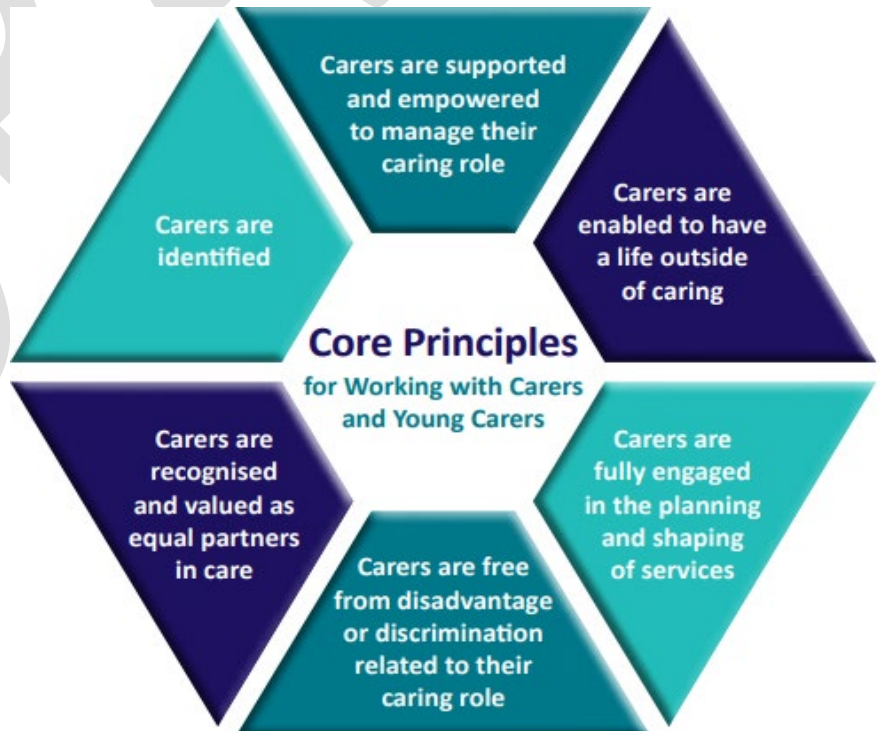 Carers are supported
and empowered
to manage their
caring role
Carers are
enabled to have
a life outside
of caring
Carers are
fully engaged
in the planning
and shaping
of services
Carers are free
from disadvantage
or discrimination
related to their
caring role
Carers are
recognised
and valued as
equal partners
in care
Carers are
identified
Core Principles
for Working with Carers
and Young Carers